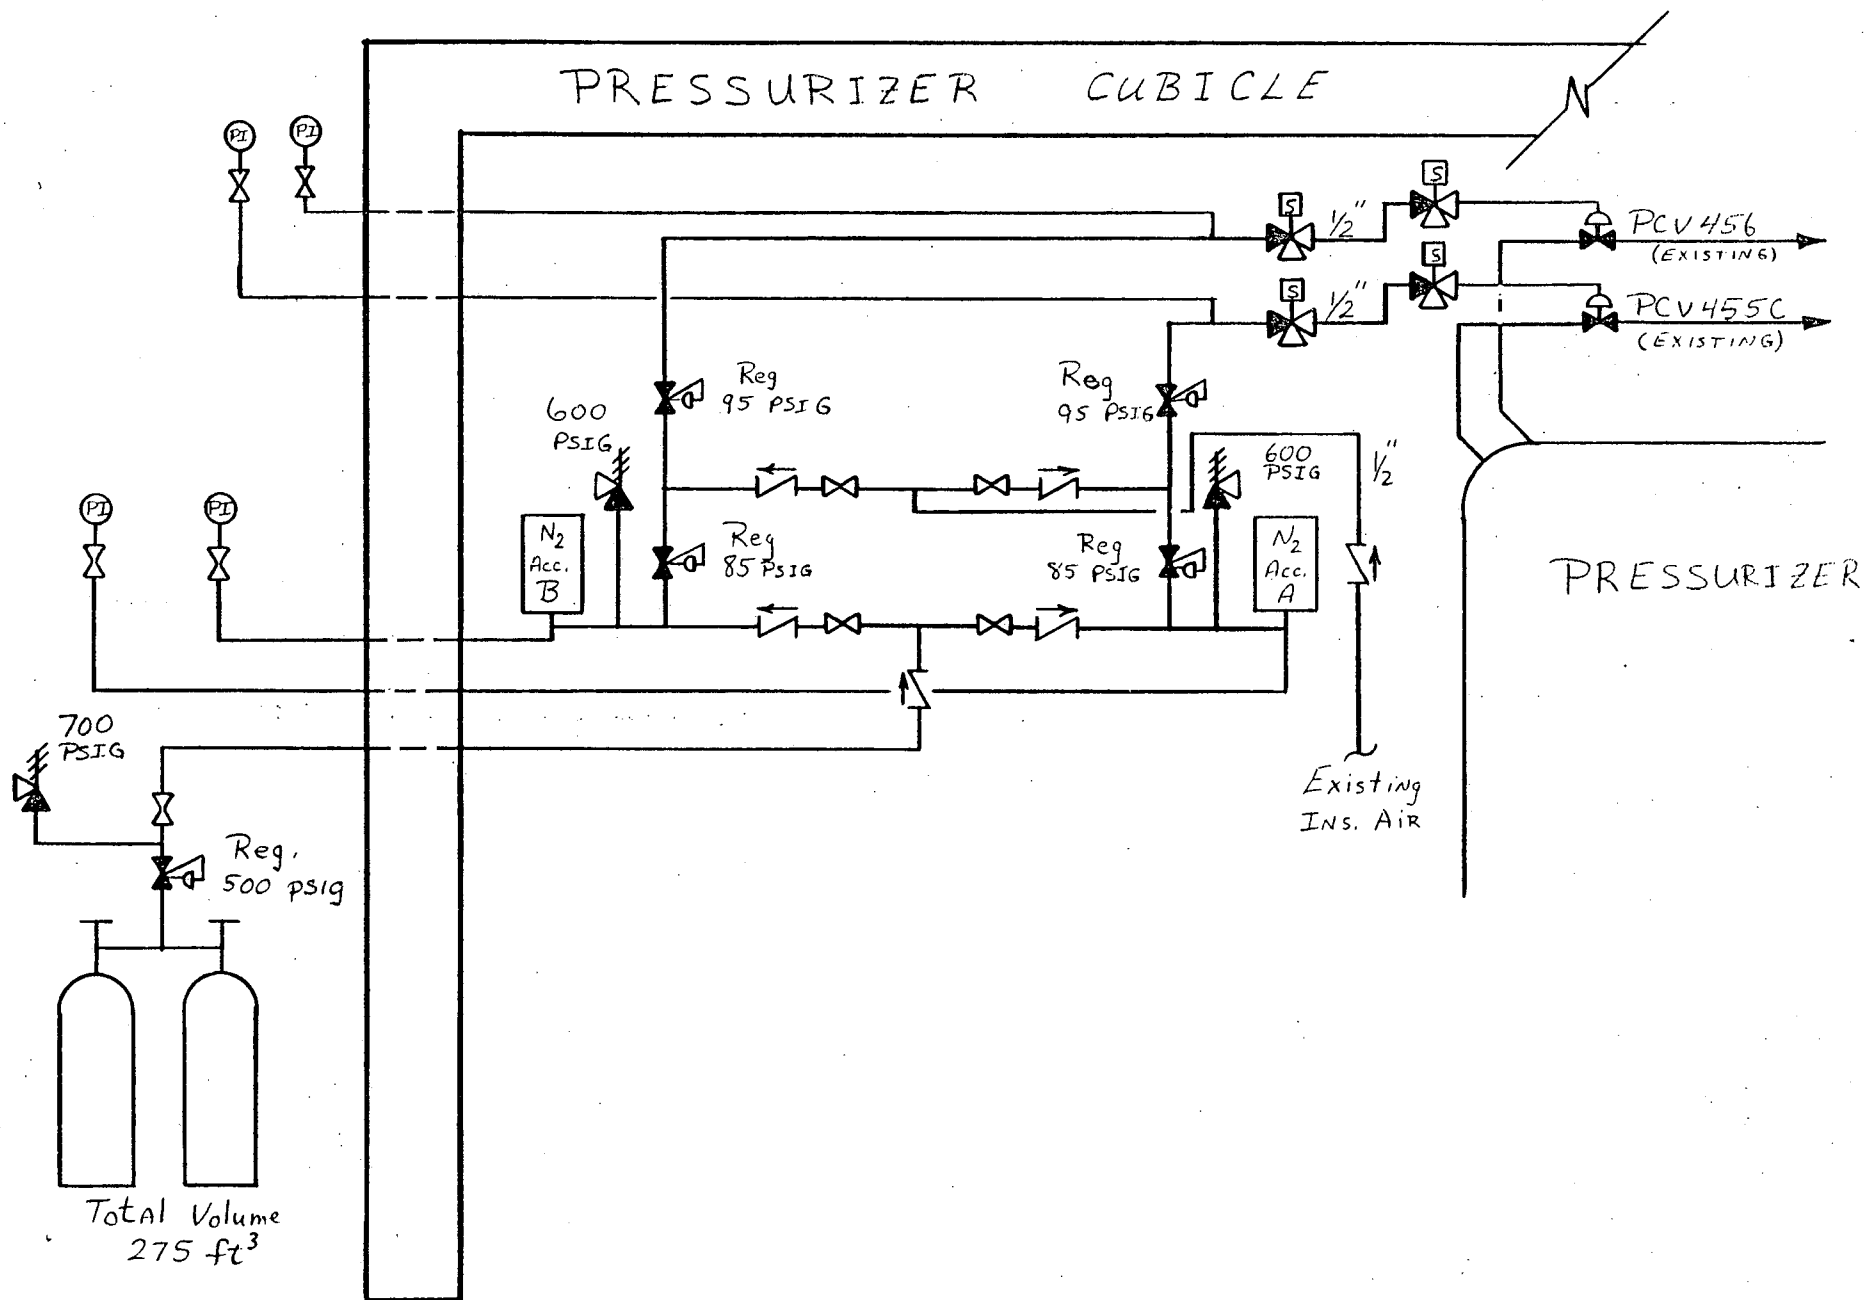 PRESSURIZER CUBICLE
N
PI
PI
S
S
1/2"
PCV 456
(EXISTING)
S
S
1/2"
PCV 455C
(EXISTING)
Reg
95 PSIG
Reg
95 PSIG
600
PSIG
600
PSIG
1/2"
PI
PI
N2
Acc.
B
Reg
85 PSIG
Reg
85 PSIG
N2
Acc.
A
PRESSURIZER
700
PSIG
Existing
INS. AIR
Reg.
500 PSIG
Total Volume
275 ft³